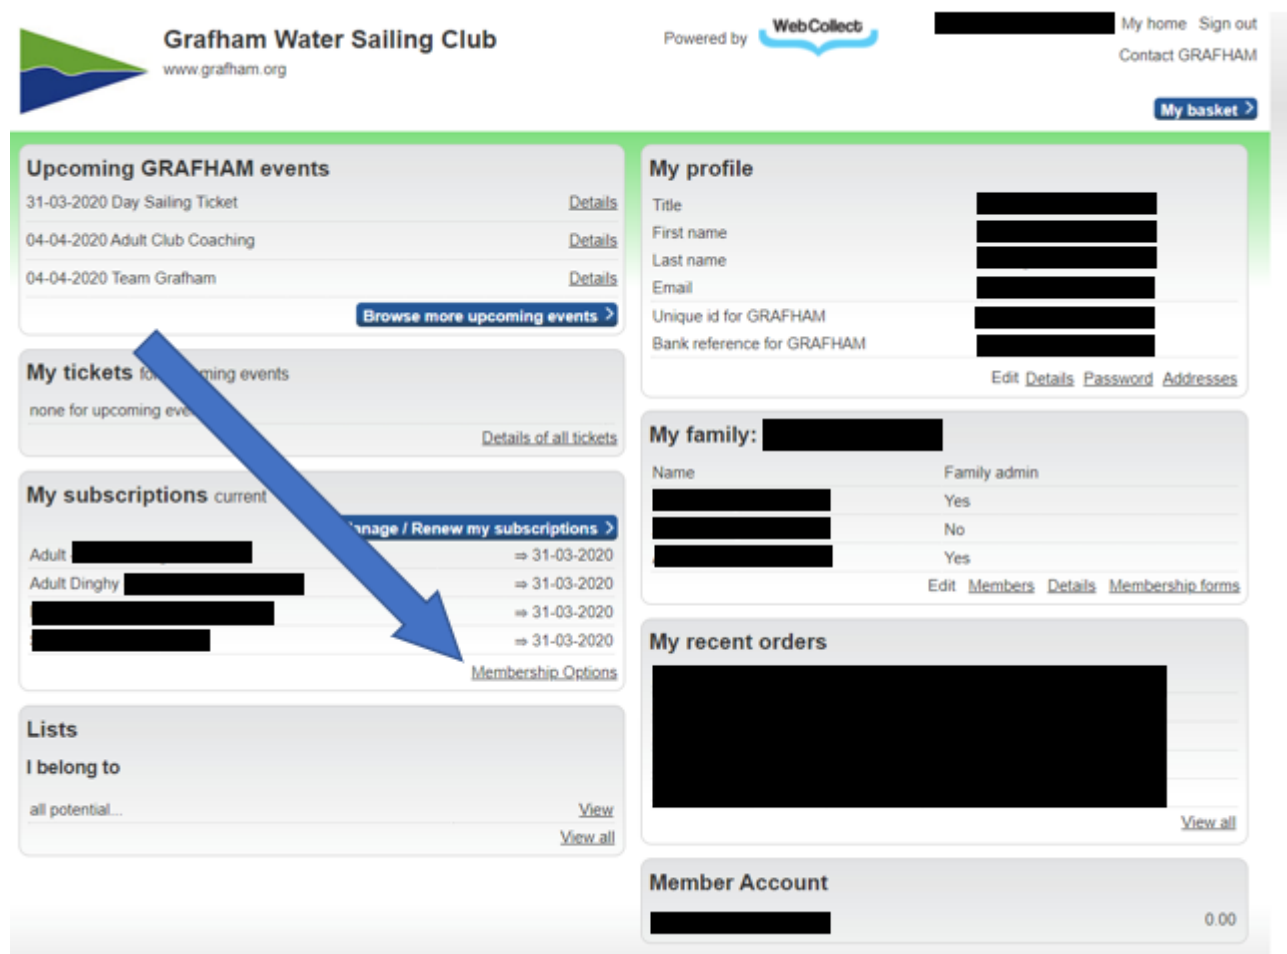 Grafham Water Sailing Club
www.grafham.org
Powered by WebCollect
My home Sign out
Contact GRAFHAM
My basket >
Upcoming GRAFHAM events
31-03-2020 Day Sailing Ticket Details
04-04-2020 Adult Club Coaching Details
04-04-2020 Team Grafham Details
Browse more upcoming events >
My tickets ming events
none for upcoming eve
Details of all tickets
My subscriptions current
anage / Renew my subscriptions >
Adult ⇒ 31-03-2020
Adult Dinghy ⇒ 31-03-2020
⇒ 31-03-2020
⇒ 31-03-2020
Membership Options
Lists
I belong to
all potential... View
View all
My profile
Title
First name
Last name
Email
Unique id for GRAFHAM
Bank reference for GRAFHAM
Edit Details Password Addresses
My family:
Name Family admin
Yes
No
Yes
Edit Members Details Membership forms
My recent orders
View all
Member Account
0.00